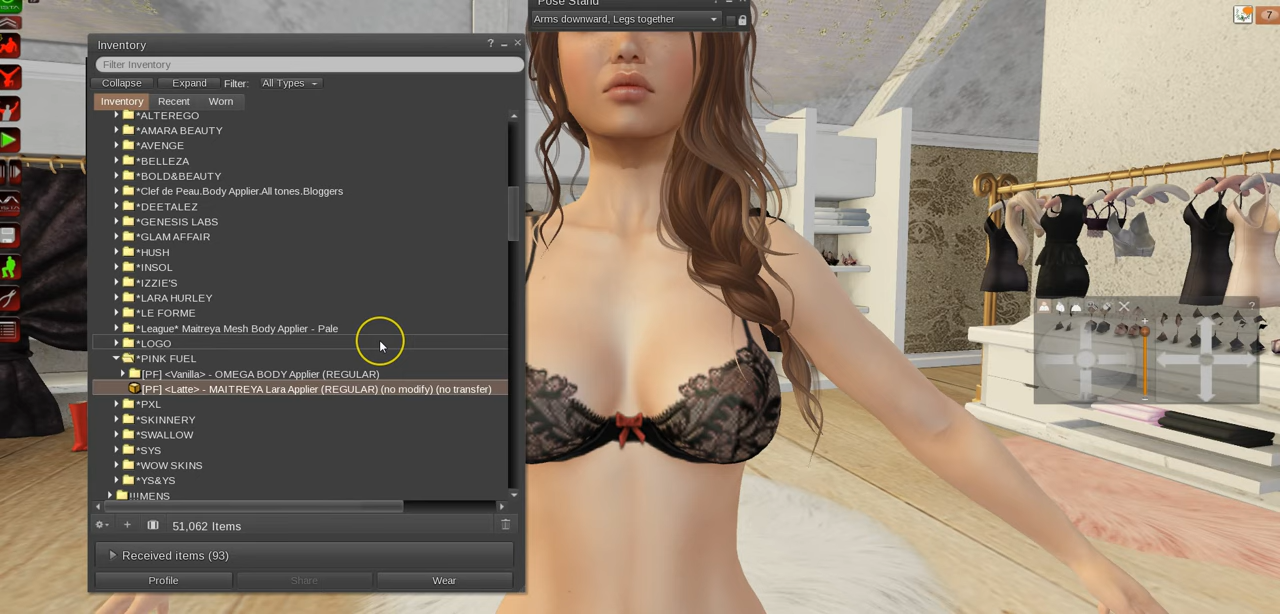 Pose Stand
Arms downward, Legs together
7
Inventory
? _ ×
Filter Inventory
Collapse Expand Filter: All Types
Inventory Recent Worn
*ALTEREGO
*AMARA BEAUTY
*AVENGE
*BELLEZA
*BOLD&BEAUTY
*Clef de Peau.Body Applier.All tones.Bloggers
*DEETALEZ
*GENESIS LABS
*GLAM AFFAIR
*HUSH
*INSOL
*IZZIE'S
*LARA HURLEY
*LE FORME
*League* Maitreya Mesh Body Applier - Pale
*LOGO
*PINK FUEL
[PF] <Vanilla> - OMEGA BODY Applier (REGULAR)
[PF] <Latte> - MAITREYA Lara Applier (REGULAR) (no modify) (no transfer)
*PXL
*SKINNERY
*SWALLOW
*SYS
*WOW SKINS
*YS&YS
!!!MENS
51,062 Items
Received items (93)
Profile Share Wear
?